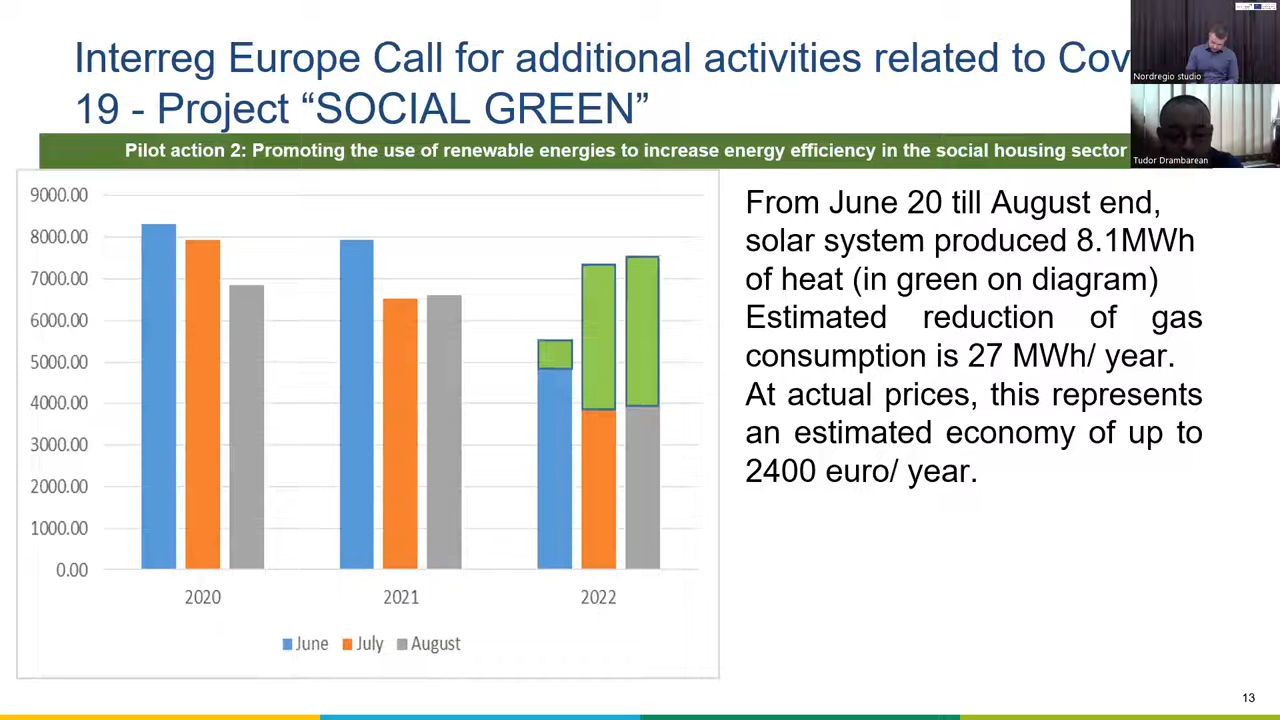 Interreg Europe Call for additional activities related to Cov
19 - Project “SOCIAL GREEN”
Nordregio studio
Tudor Drambarean
Pilot action 2: Promoting the use of renewable energies to increase energy efficiency in the social housing sector
9000.00
8000.00
7000.00
6000.00
5000.00
4000.00
3000.00
2000.00
1000.00
0.00
2020 2021 2022
June July August
From June 20 till August end,
solar system produced 8.1MWh
of heat (in green on diagram)
Estimated reduction of gas
consumption is 27 MWh/ year.
At actual prices, this represents
an estimated economy of up to
2400 euro/ year.
13